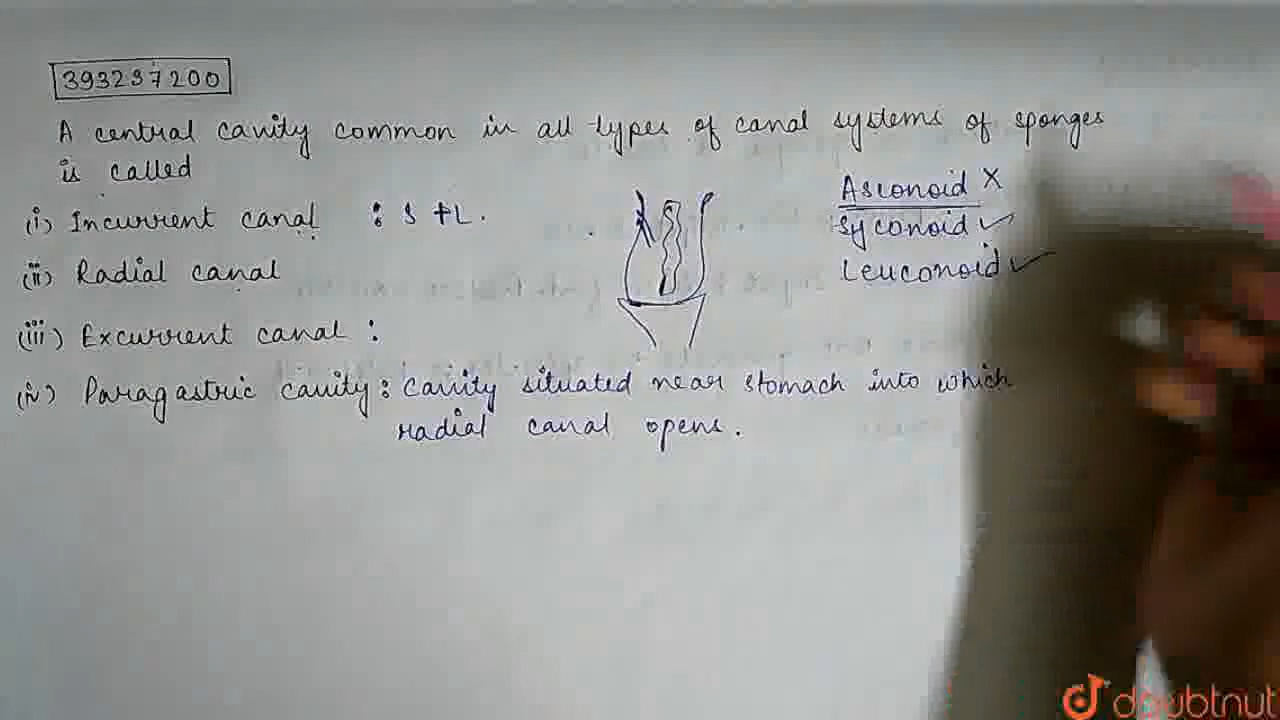 393237200
A central cavity common in all types of canal systems of sponges
is called
(i) Incurrent canal : S + L.
(ii) Radial canal
(iii) Excurrent canal :
(iv) Paragastric cavity : cavity situated near stomach into which
radial canal opens.
Asconoid X
Syconoid ✓
Leuconoid ✓
doubtnut